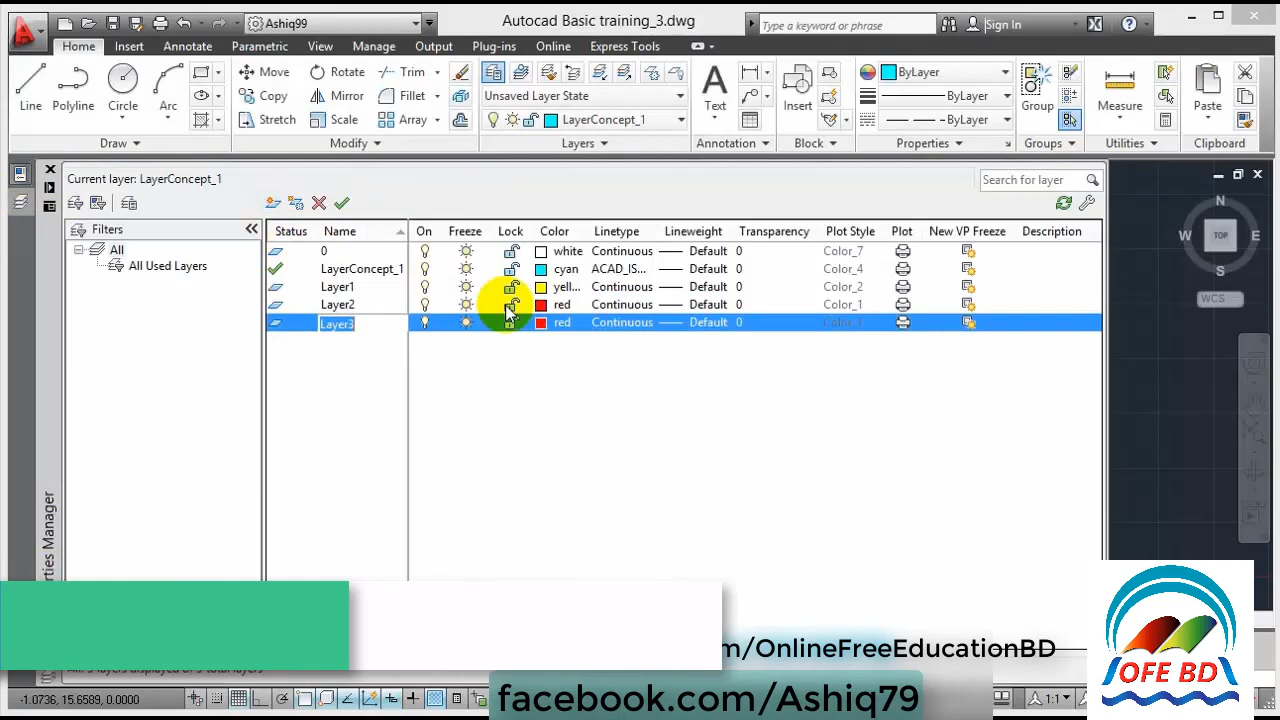 Ashiq99
Autocad Basic training_3.dwg
Type a keyword or phrase
Sign In
Home Insert Annotate Parametric View Manage Output Plug-ins Online Express Tools
Line Polyline Circle Arc
Move Rotate Trim
Copy Mirror Fillet
Stretch Scale Array
Unsaved Layer State
LayerConcept_1
Text
Insert
ByLayer
ByLayer
ByLayer
Group
Measure
Paste
Draw Modify Layers Annotation Block Properties Groups Utilities Clipboard
Current layer: LayerConcept_1
Search for layer
Filters
All
All Used Layers
Status Name On Freeze Lock Color Linetype Lineweight Transparency Plot Style Plot New VP Freeze Description
0 white Continuous Default 0 Color_7
LayerConcept_1 cyan ACAD_IS... Default 0 Color_4
Layer1 yell... Continuous Default 0 Color_2
Layer2 red Continuous Default 0 Color_1
Layer3 red Continuous Default 0 Color_1
N
W TOP E
S
WCS
erties Manager
m/OnlineFreeEducationBD
facebook.com/Ashiq79
OFE BD
-1.0736, 15.6589, 0.0000
1:1